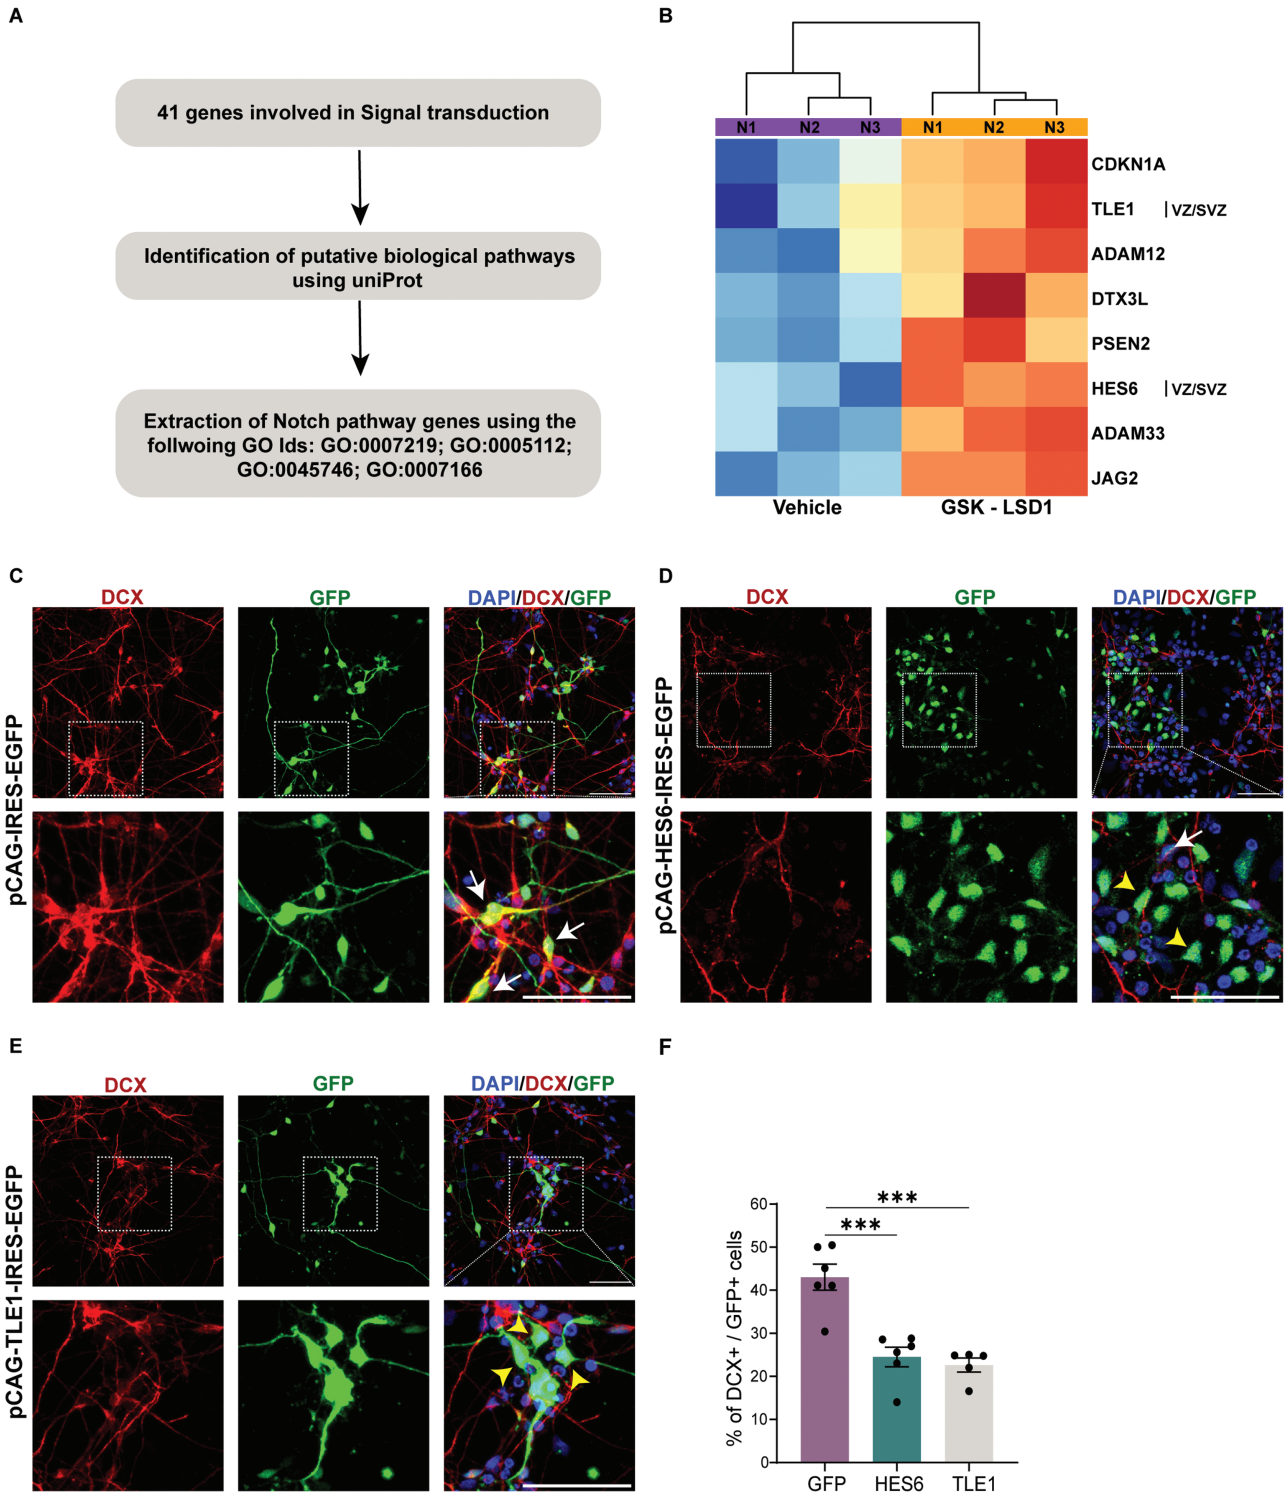 A
41 genes involved in Signal transduction
Identification of putative biological pathways
using uniProt
Extraction of Notch pathway genes using the
follwoing GO Ids: GO:0007219; GO:0005112;
GO:0045746; GO:0007166
B
N1 N2 N3 N1 N2 N3
CDKN1A
TLE1 VZ/SVZ
ADAM12
DTX3L
PSEN2
HES6 VZ/SVZ
ADAM33
JAG2
Vehicle GSK - LSD1
C
DCX GFP DAPI/DCX/GFP
pCAG-IRES-EGFP
D
DCX GFP DAPI/DCX/GFP
pCAG-HES6-IRES-EGFP
E
DCX GFP DAPI/DCX/GFP
pCAG-TLE1-IRES-EGFP
F
% of DCX+ / GFP+ cells
60
50
40
30
20
10
0
***
***
GFP HES6 TLE1